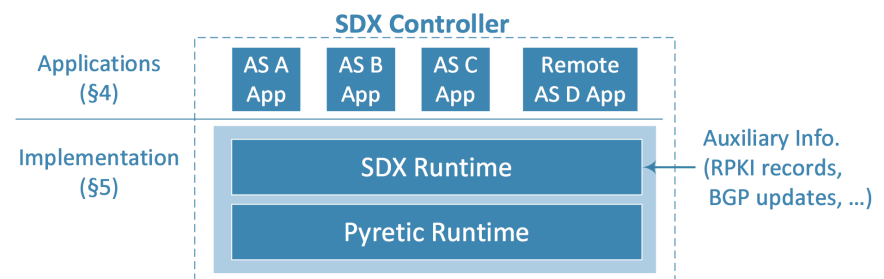 SDX Controller
Applications
(§4)
AS A
App
AS B
App
AS C
App
Remote
AS D App
Implementation
(§5)
SDX Runtime
Pyretic Runtime
Auxiliary Info.
(RPKI records,
BGP updates, ...)